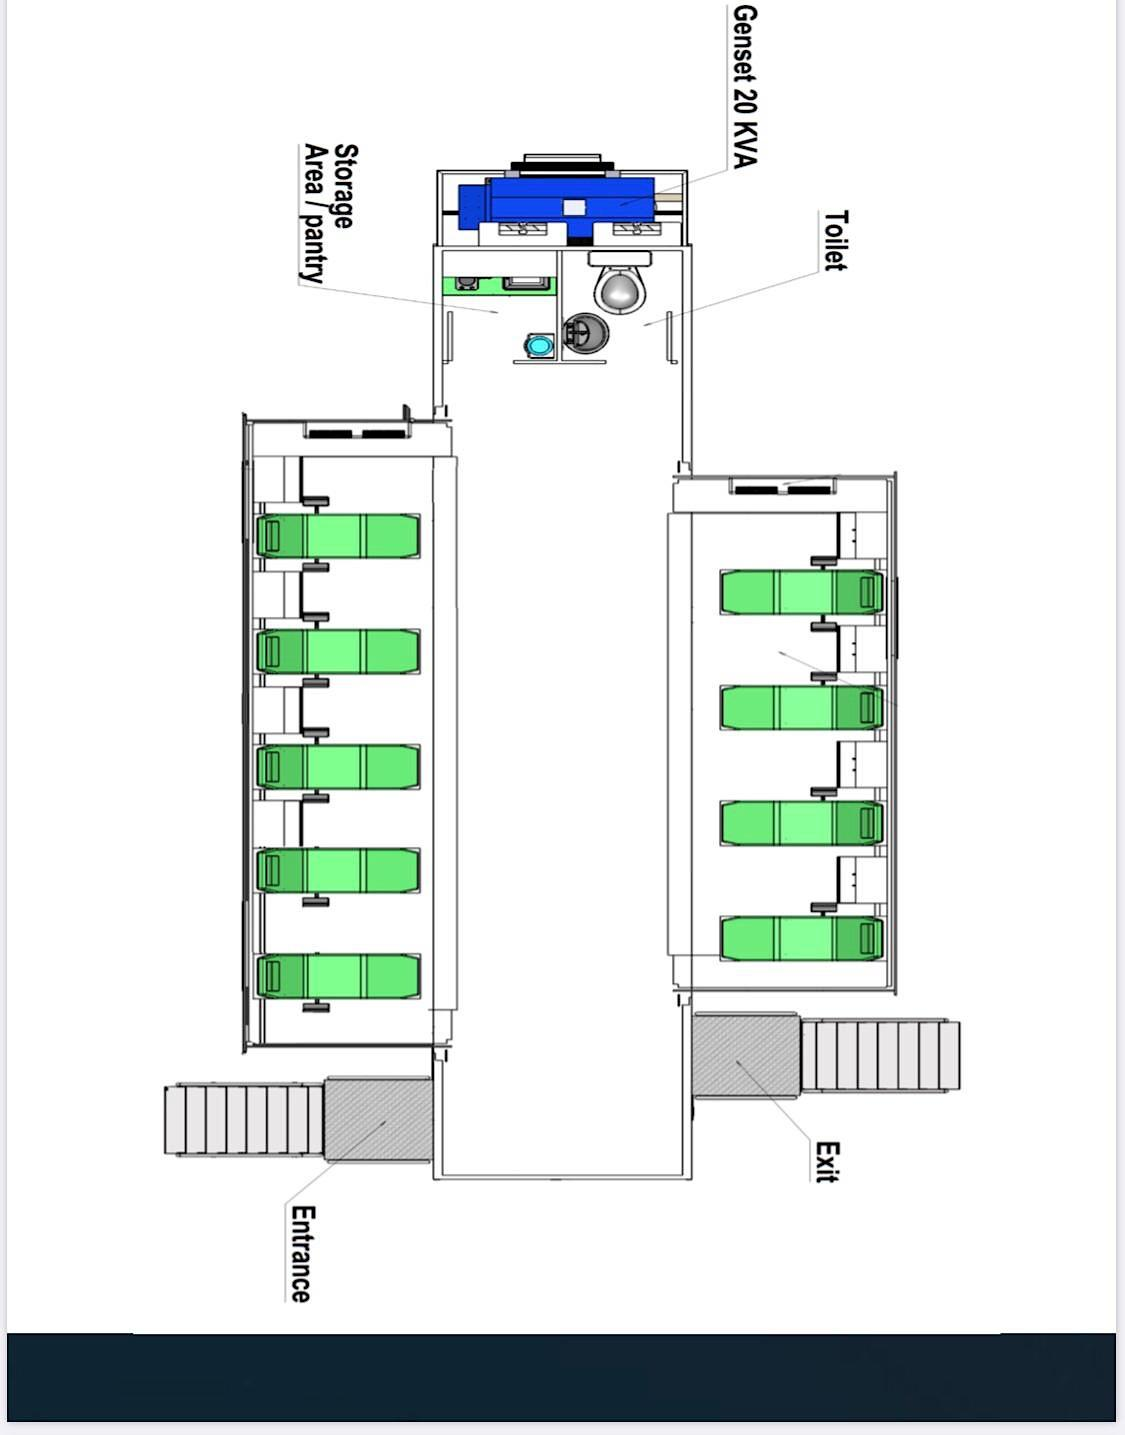 Genset 20 KVA
Storage
Area / pantry
Toilet
Exit
Entrance